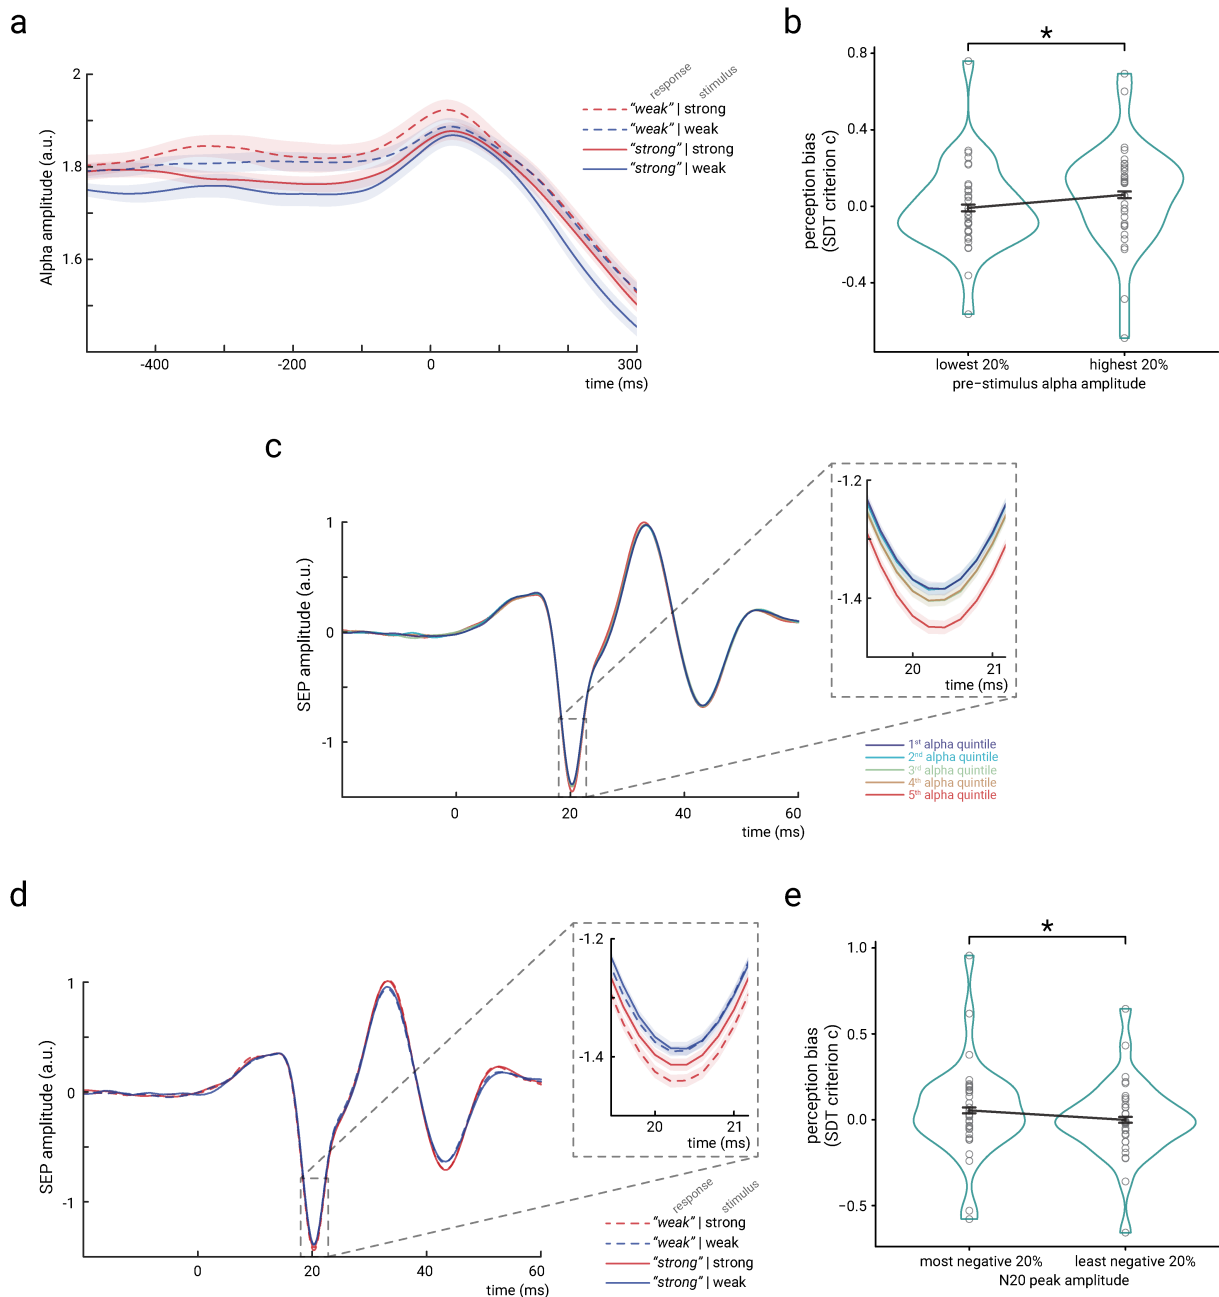 a
Alpha amplitude (a.u.)
2
1.8
1.6
-400
-200
0
300
time (ms)
response
stimulus
"weak" | strong
"weak" | weak
"strong" | strong
"strong" | weak
b
perception bias
(SDT criterion c)
0.8
0.4
0.0
-0.4
*
lowest 20%
highest 20%
pre-stimulus alpha amplitude
c
SEP amplitude (a.u.)
1
0
-1
0
20
40
60
time (ms)
-1.2
-1.4
20
21
time (ms)
1st alpha quintile
2nd alpha quintile
3rd alpha quintile
4th alpha quintile
5th alpha quintile
d
SEP amplitude (a.u.)
1
0
-1
0
20
40
60
time (ms)
-1.2
-1.4
20
21
time (ms)
response
stimulus
"weak" | strong
"weak" | weak
"strong" | strong
"strong" | weak
e
perception bias
(SDT criterion c)
1.0
0.5
0.0
-0.5
*
most negative 20%
least negative 20%
N20 peak amplitude